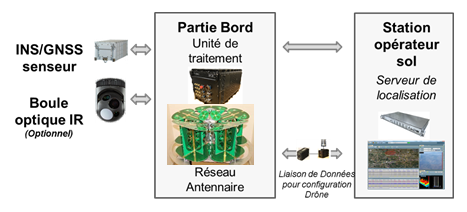 INS/GNSS
senseur
Boule
optique IR
(Optionnel)
Partie Bord
Unité de
traitement
Réseau
Antennaire
Liaison de Données
pour configuration
Drône
Station
opérateur
sol
Serveur de
localisation